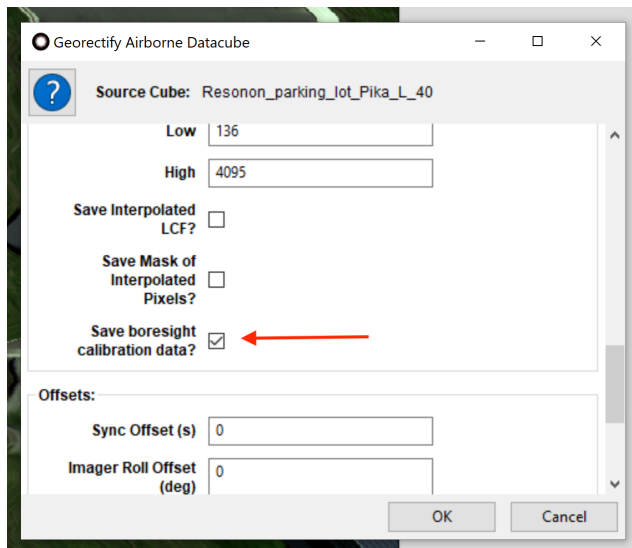 Georectify Airborne Datacube
? Source Cube: Resonon_parking_lot_Pika_L_40
Low 136
High 4095
Save Interpolated
LCF?
Save Mask of
Interpolated
Pixels?
Save boresight
calibration data?
Offsets:
Sync Offset (s) 0
Imager Roll Offset 0
(deg)
OK Cancel